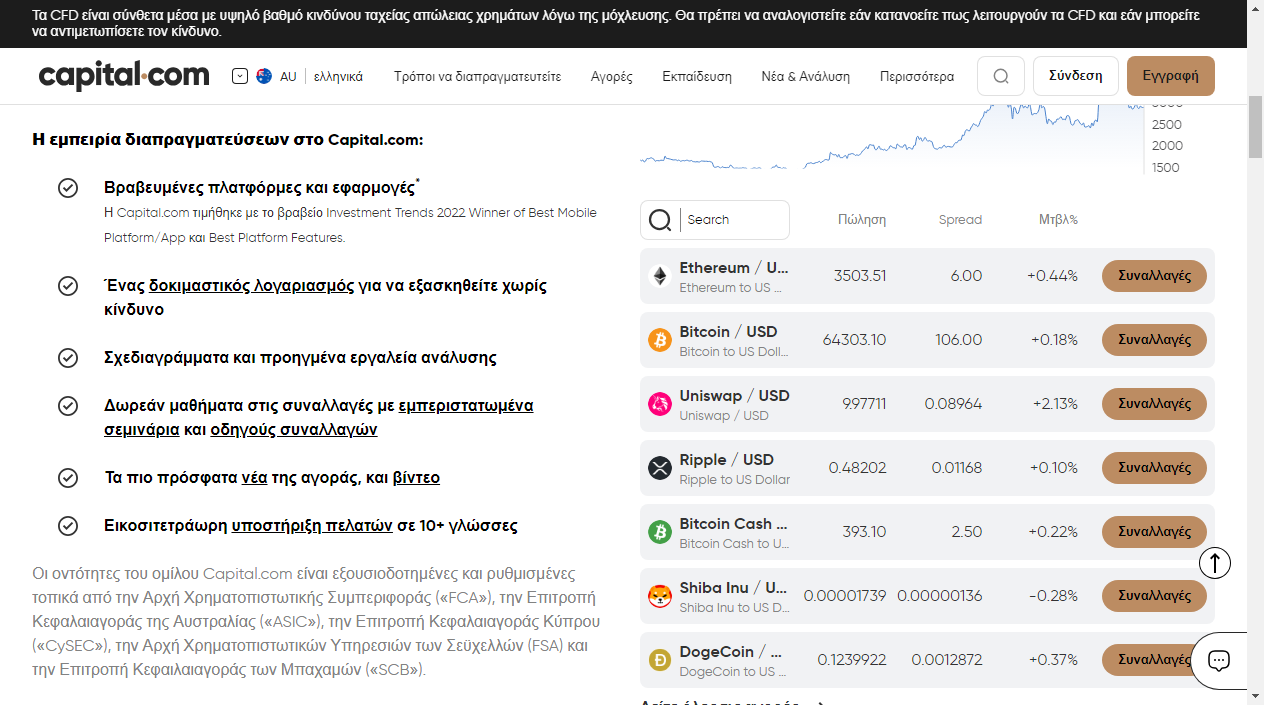 Τα CFD είναι σύνθετα μέσα με υψηλό βαθμό κινδύνου ταχείας απώλειας χρημάτων λόγω της μόχλευσης. Θα πρέπει να αναλογιστείτε εάν κατανοείτε πως λειτουργούν τα CFD και εάν μπορείτε
να αντιμετωπίσετε τον κίνδυνο.
capital.com
AU ελληνικά Τρόποι να διαπραγματευτείτε Αγορές Εκπαίδευση Νέα & Ανάλυση Περισσότερα Σύνδεση Εγγραφή
Η εμπειρία διαπραγματεύσεων στο Capital.com:
Βραβευμένες πλατφόρμες και εφαρμογές*
Η Capital.com τιμήθηκε με το βραβείο Investment Trends 2022 Winner of Best Mobile
Platform/App και Best Platform Features.
Ένας δοκιμαστικός λογαριασμός για να εξασκηθείτε χωρίς
κίνδυνο
Σχεδιαγράμματα και προηγμένα εργαλεία ανάλυσης
Δωρεάν μαθήματα στις συναλλαγές με εμπεριστατωμένα
σεμινάρια και οδηγούς συναλλαγών
Τα πιο πρόσφατα νέα της αγοράς, και βίντεο
Εικοσιτετράωρη υποστήριξη πελατών σε 10+ γλώσσες
Οι οντότητες του ομίλου Capital.com είναι εξουσιοδοτημένες και ρυθμισμένες
τοπικά από την Αρχή Χρηματοπιστωτικής Συμπεριφοράς («FCA»), την Επιτροπή
Κεφαλαιαγοράς της Αυστραλίας («ASIC»), την Επιτροπή Κεφαλαιαγοράς Κύπρου
(«CySEC»), την Αρχή Χρηματοπιστωτικών Υπηρεσιών των Σεϋχελλών (FSA) και
την Επιτροπή Κεφαιλαιαγοράς των Μπαχαμών («SCB»).
2500
2000
1500
Search Πώληση Spread Μτβλ%
Ethereum / U... 3503.51 6.00 +0.44% Συναλλαγές
Ethereum to US ...
Bitcoin / USD 64303.10 106.00 +0.18% Συναλλαγές
Bitcoin to US Doll...
Uniswap / USD 9.97711 0.08964 +2.13% Συναλλαγές
Uniswap / USD
Ripple / USD 0.48202 0.01168 +0.10% Συναλλαγές
Ripple to US Dollar
Bitcoin Cash ... 393.10 2.50 +0.22% Συναλλαγές
Bitcoin Cash to U...
Shiba Inu / U... 0.00001739 0.00000136 -0.28% Συναλλαγές
Shiba Inu to US D...
DogeCoin / ... 0.1239922 0.0012872 +0.37% Συναλλαγές
DogeCoin to US ...